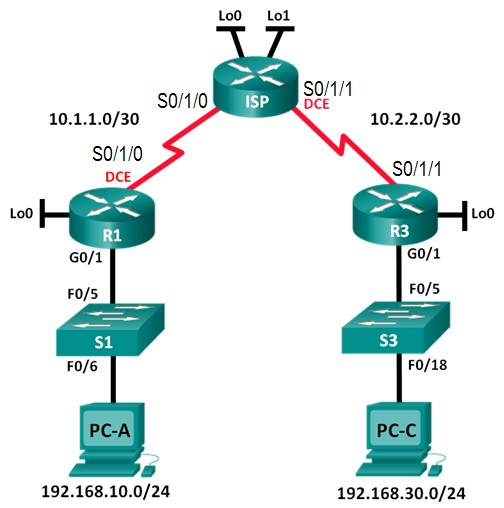 Lo0 Lo1
ISP
S0/1/0
S0/1/1
DCE
10.1.1.0/30
10.2.2.0/30
S0/1/0
DCE
S0/1/1
Lo0
R1
G0/1
R3
Lo0
G0/1
F0/5
S1
F0/6
F0/5
S3
F0/18
PC-A
PC-C
192.168.10.0/24
192.168.30.0/24